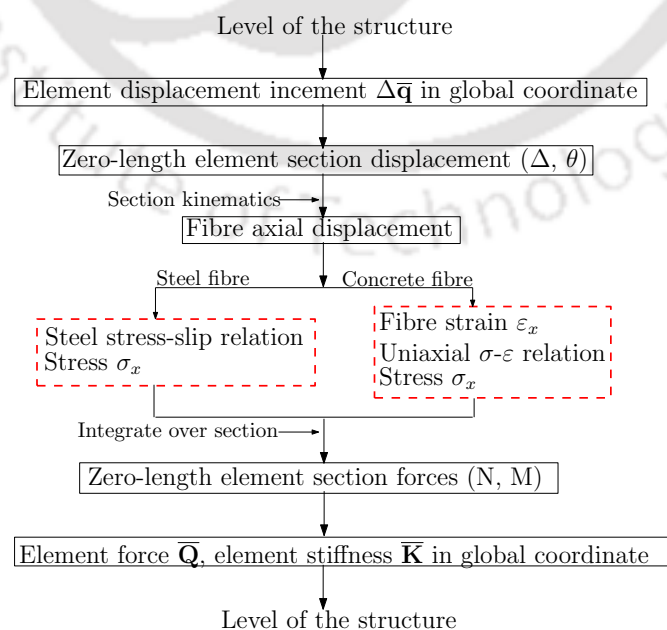 Level of the structure
Element displacement incement Δq̅ in global coordinate
Zero-length element section displacement (Δ, θ)
Section kinematics
Fibre axial displacement
Steel fibre
Concrete fibre
Steel stress-slip relation
Stress σₓ
Fibre strain εₓ
Uniaxial σ-ε relation
Stress σₓ
Integrate over section
Zero-length element section forces (N, M)
Element force Q̅, element stiffness K̅ in global coordinate
Level of the structure
stitute of Technology